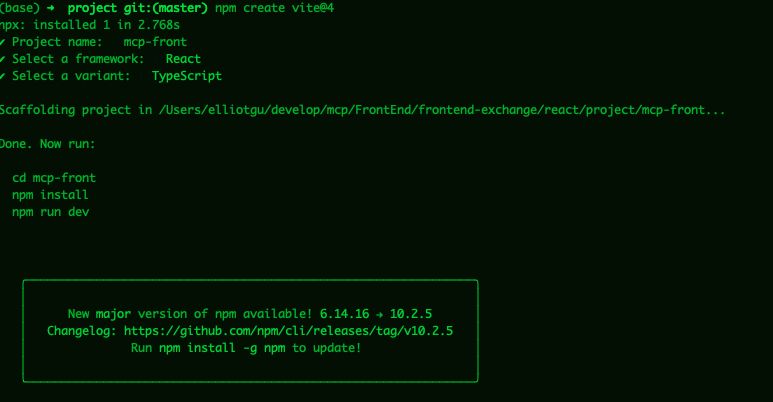 (base) ➜ project git:(master) npm create vite@4
npx: installed 1 in 2.768s
✔ Project name: mcp-front
✔ Select a framework: React
✔ Select a variant: TypeScript
Scaffolding project in /Users/elliotgu/develop/mcp/FrontEnd/frontend-exchange/react/project/mcp-front...
Done. Now run:
cd mcp-front
npm install
npm run dev
New major version of npm available! 6.14.16 → 10.2.5
Changelog: https://github.com/npm/cli/releases/tag/v10.2.5
Run npm install -g npm to update!